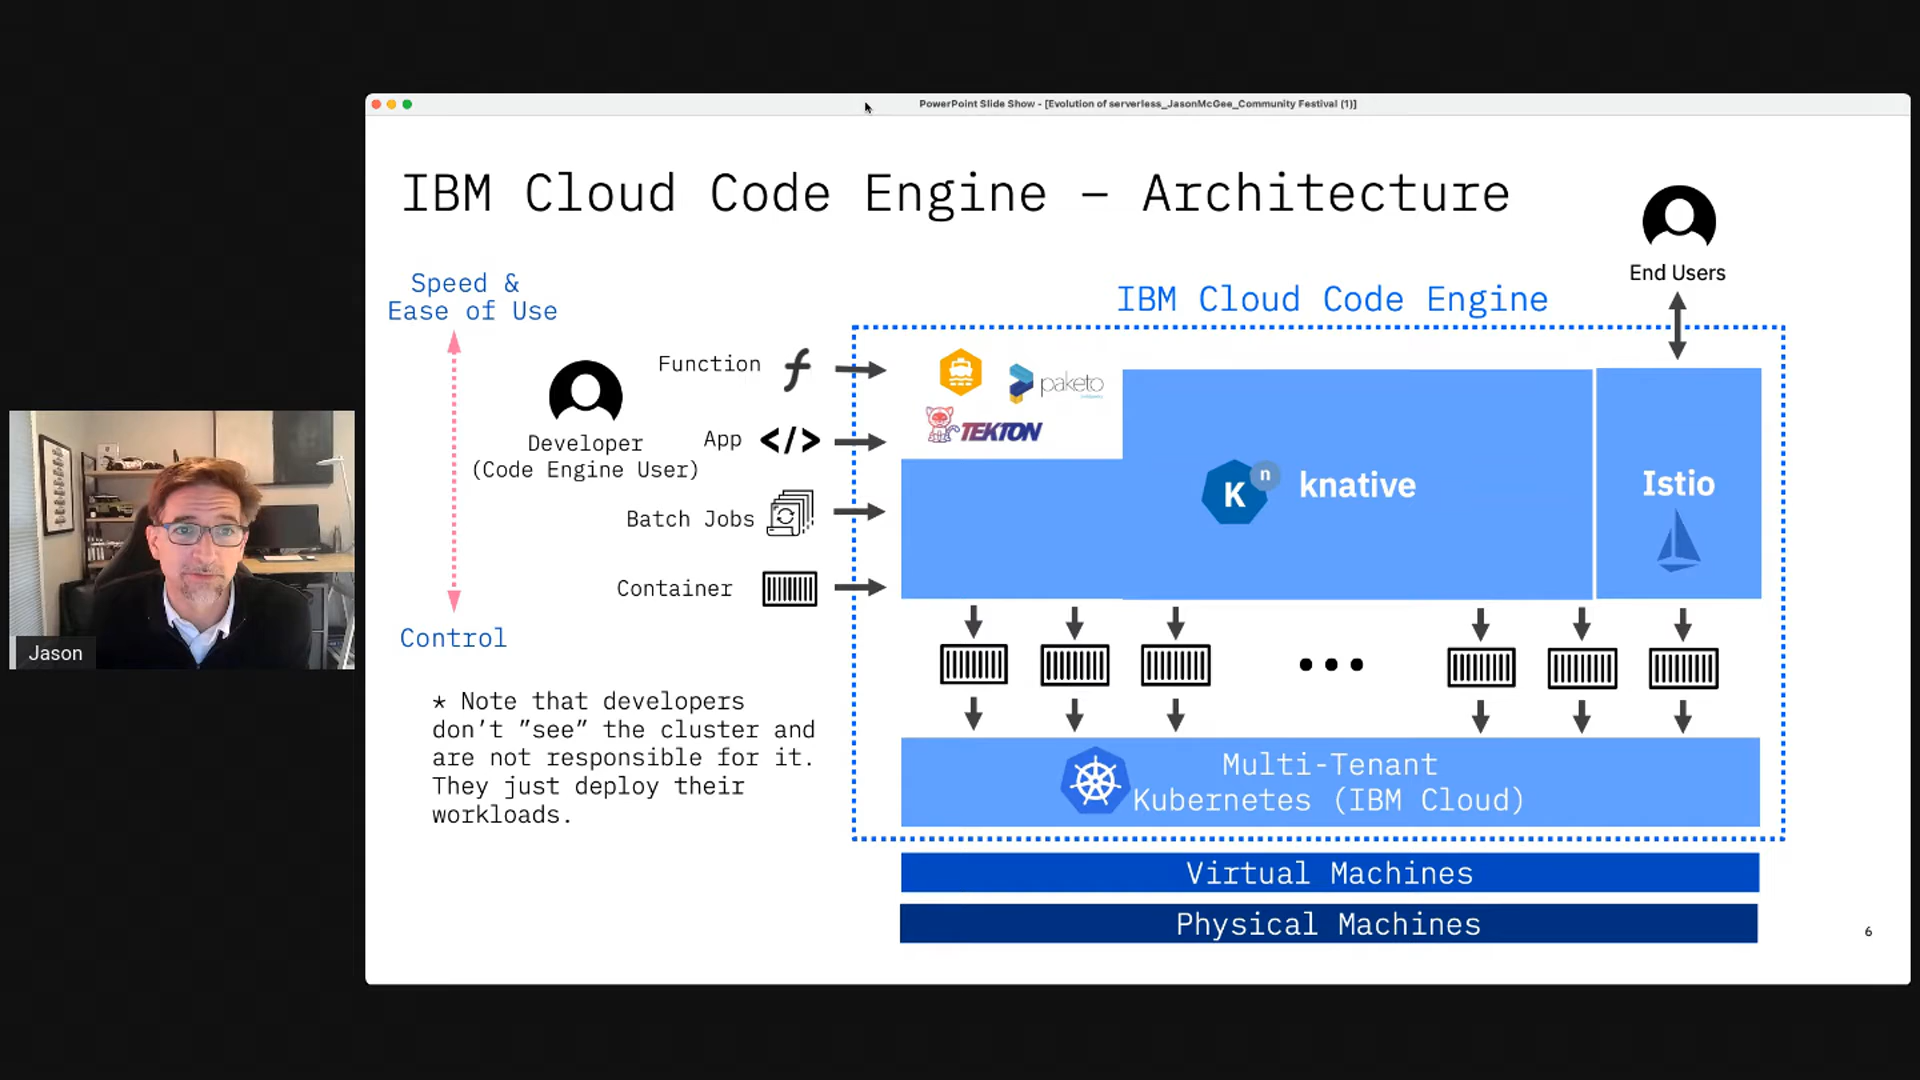 PowerPoint Slide Show - [Evolution of serverless_JasonMcGee_Community Festival (1)]
IBM Cloud Code Engine – Architecture
End Users
Speed &
Ease of Use
IBM Cloud Code Engine
Function
Developer
(Code Engine User)
App
</>
Batch Jobs
Container
Control
paketo
TEKTON
K n
knative
Istio
Jason
* Note that developers
don’t ”see” the cluster and
are not responsible for it.
They just deploy their
workloads.
Multi-Tenant
Kubernetes (IBM Cloud)
Virtual Machines
Physical Machines
6